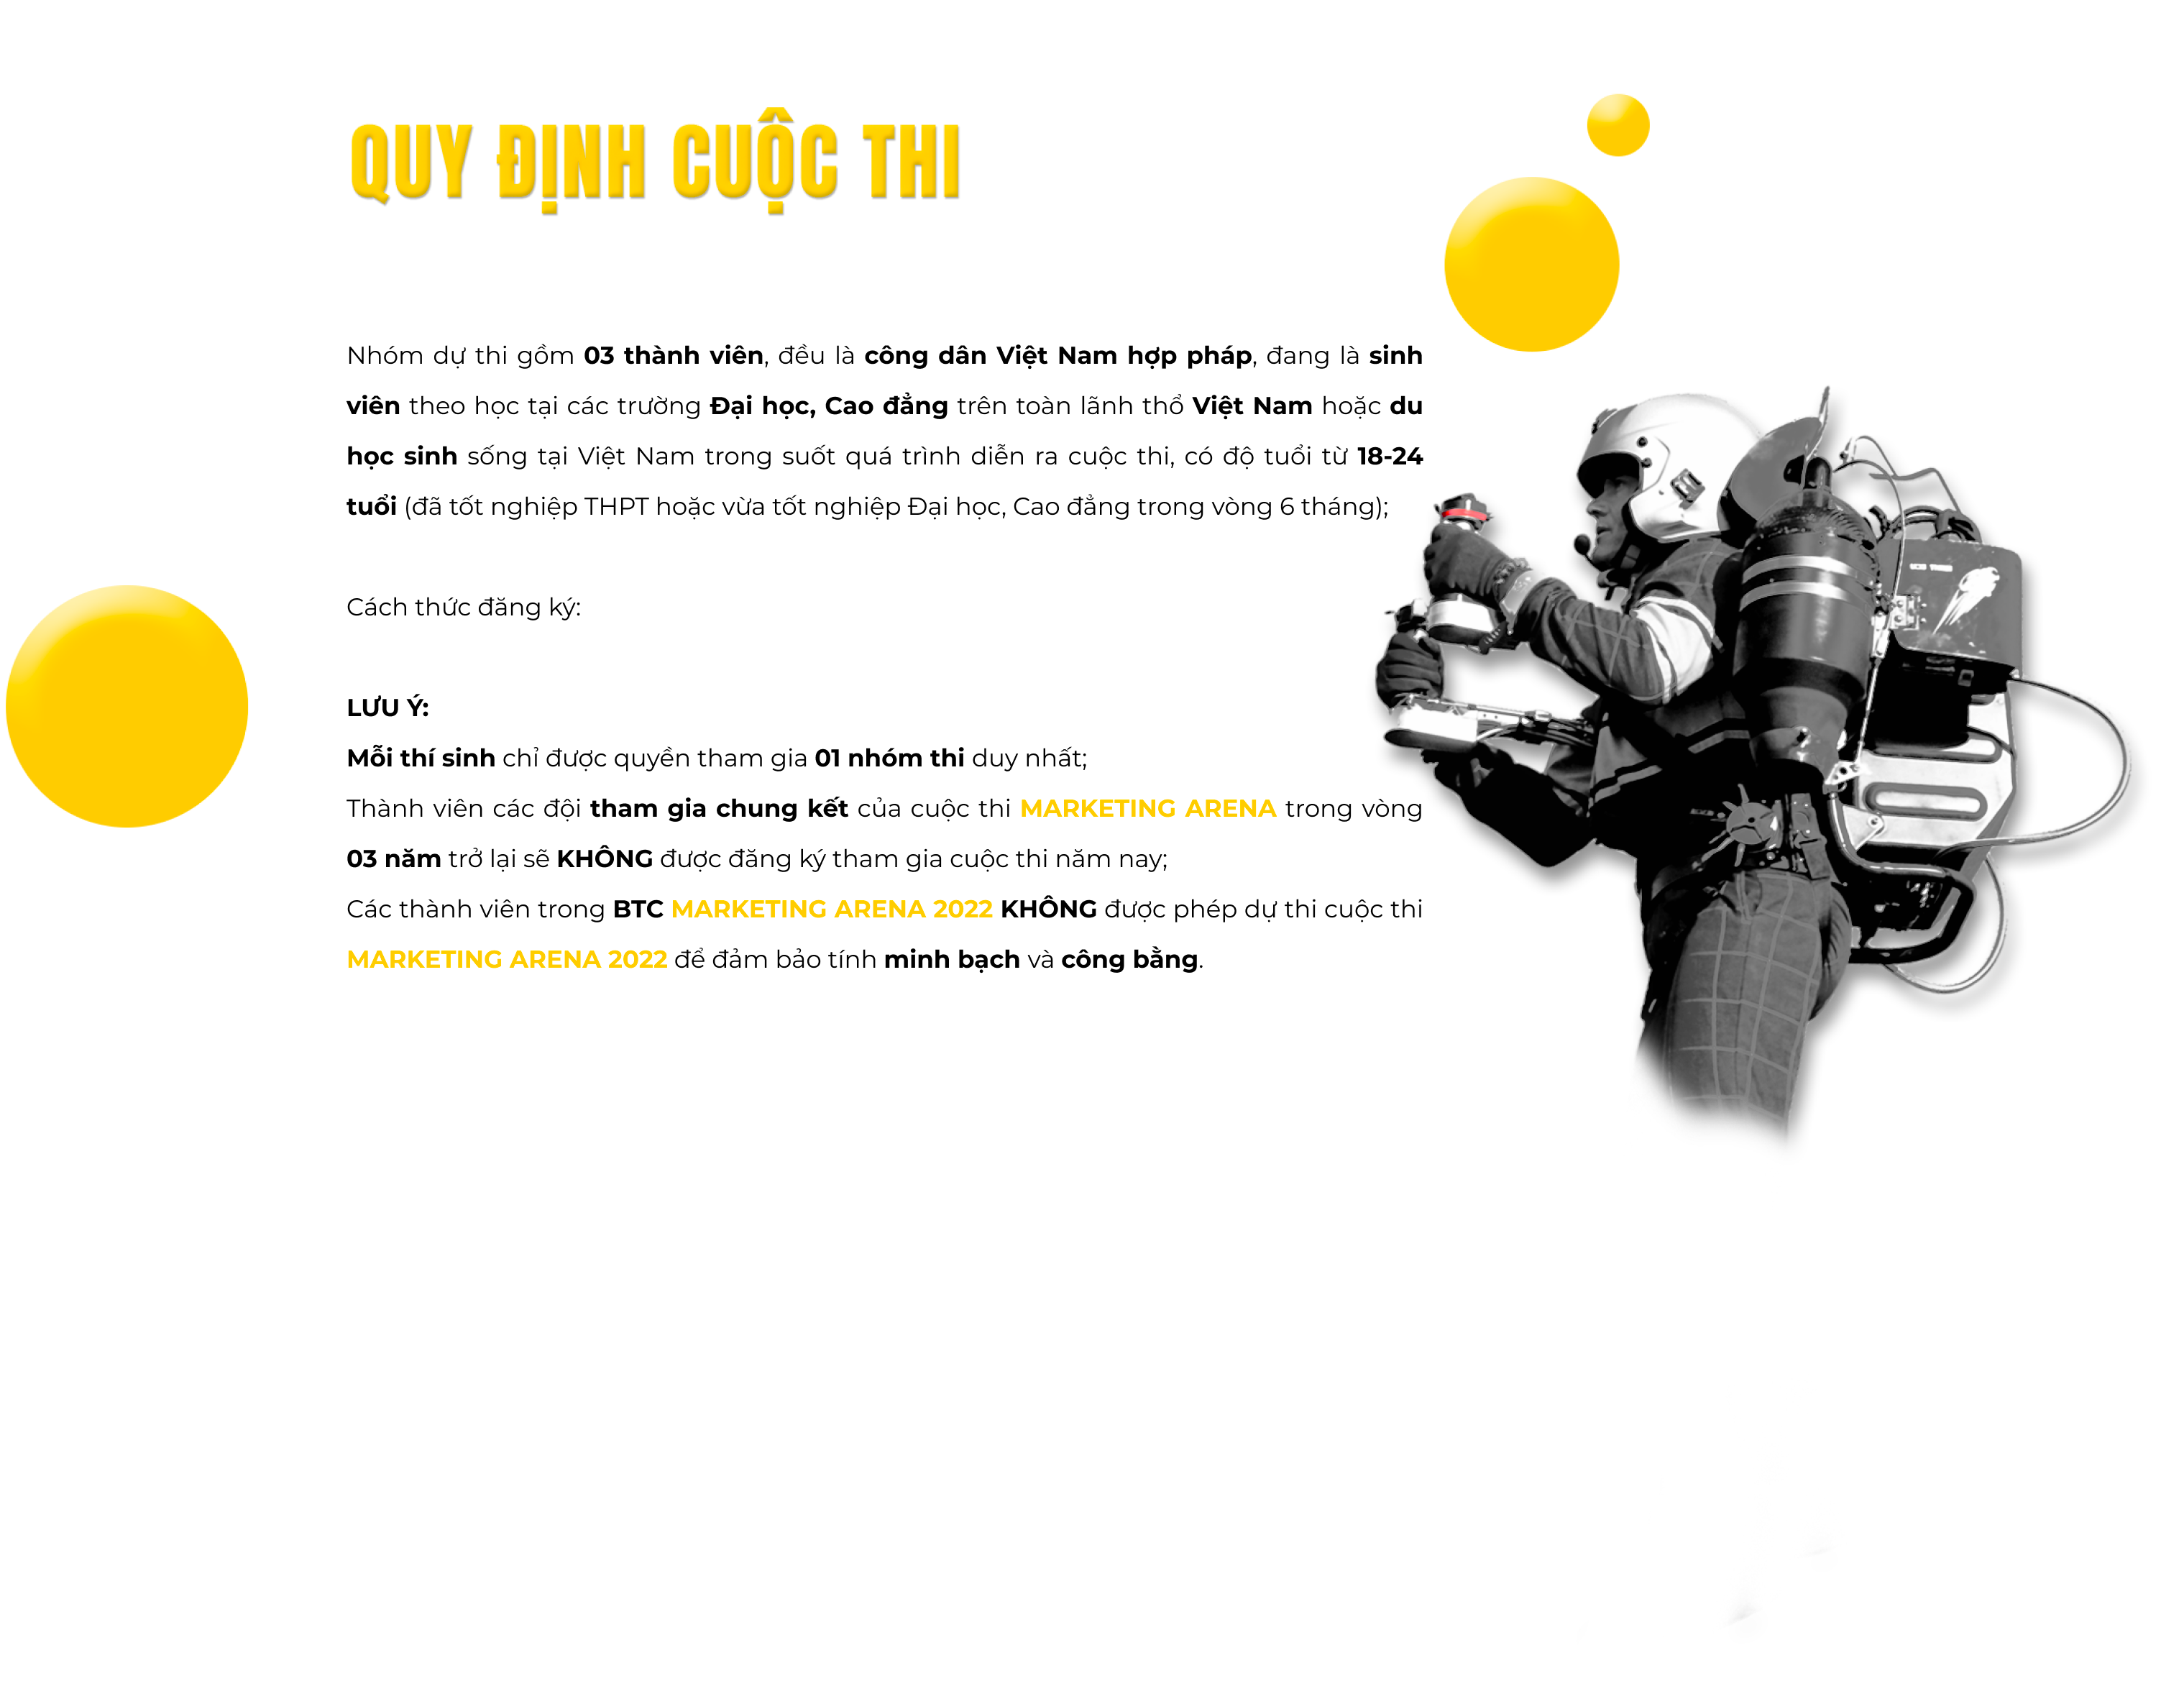 QUY ĐỊNH CUỘC THI
Nhóm dự thi gồm 03 thành viên, đều là công dân Việt Nam hợp pháp, đang là sinh
viên theo học tại các trường Đại học, Cao đẳng trên toàn lãnh thổ Việt Nam hoặc du
học sinh sống tại Việt Nam trong suốt quá trình diễn ra cuộc thi, có độ tuổi từ 18-24
tuổi (đã tốt nghiệp THPT hoặc vừa tốt nghiệp Đại học, Cao đẳng trong vòng 6 tháng);
Cách thức đăng ký:
LƯU Ý:
Mỗi thí sinh chỉ được quyền tham gia 01 nhóm thi duy nhất;
Thành viên các đội tham gia chung kết của cuộc thi MARKETING ARENA trong vòng
03 năm trở lại sẽ KHÔNG được đăng ký tham gia cuộc thi năm nay;
Các thành viên trong BTC MARKETING ARENA 2022 KHÔNG được phép dự thi cuộc thi
MARKETING ARENA 2022 để đảm bảo tính minh bạch và công bằng.